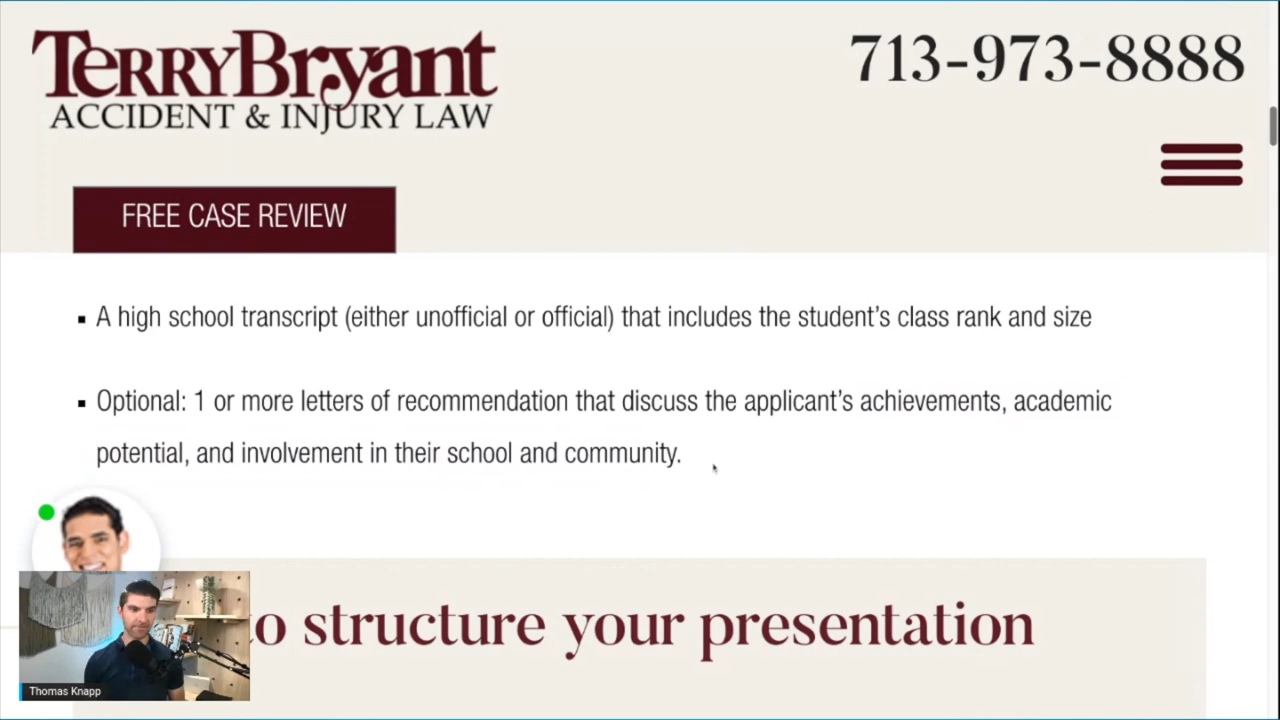 TERRYBryant
ACCIDENT & INJURY LAW
713-973-8888
FREE CASE REVIEW
▪ A high school transcript (either unofficial or official) that includes the student’s class rank and size
▪ Optional: 1 or more letters of recommendation that discuss the applicant’s achievements, academic
potential, and involvement in their school and community.
to structure your presentation
Thomas Knapp